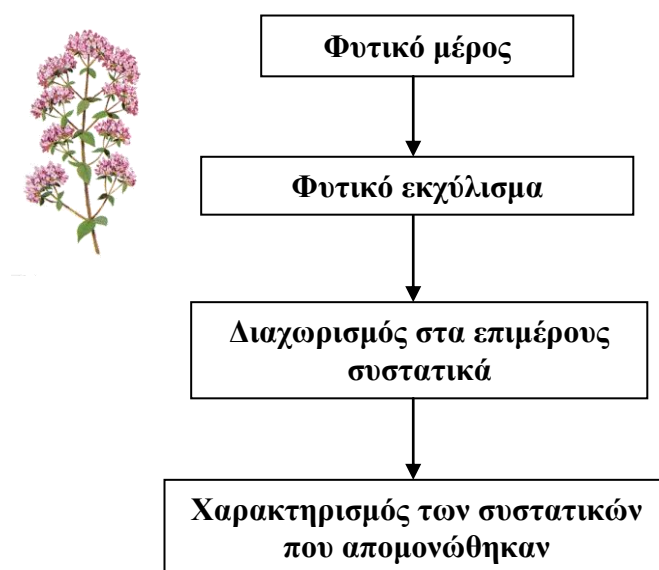 Φυτικό μέρος
Φυτικό εκχύλισμα
Διαχωρισμός στα επιμέρους
συστατικά
Χαρακτηρισμός των συστατικών
που απομονώθηκαν